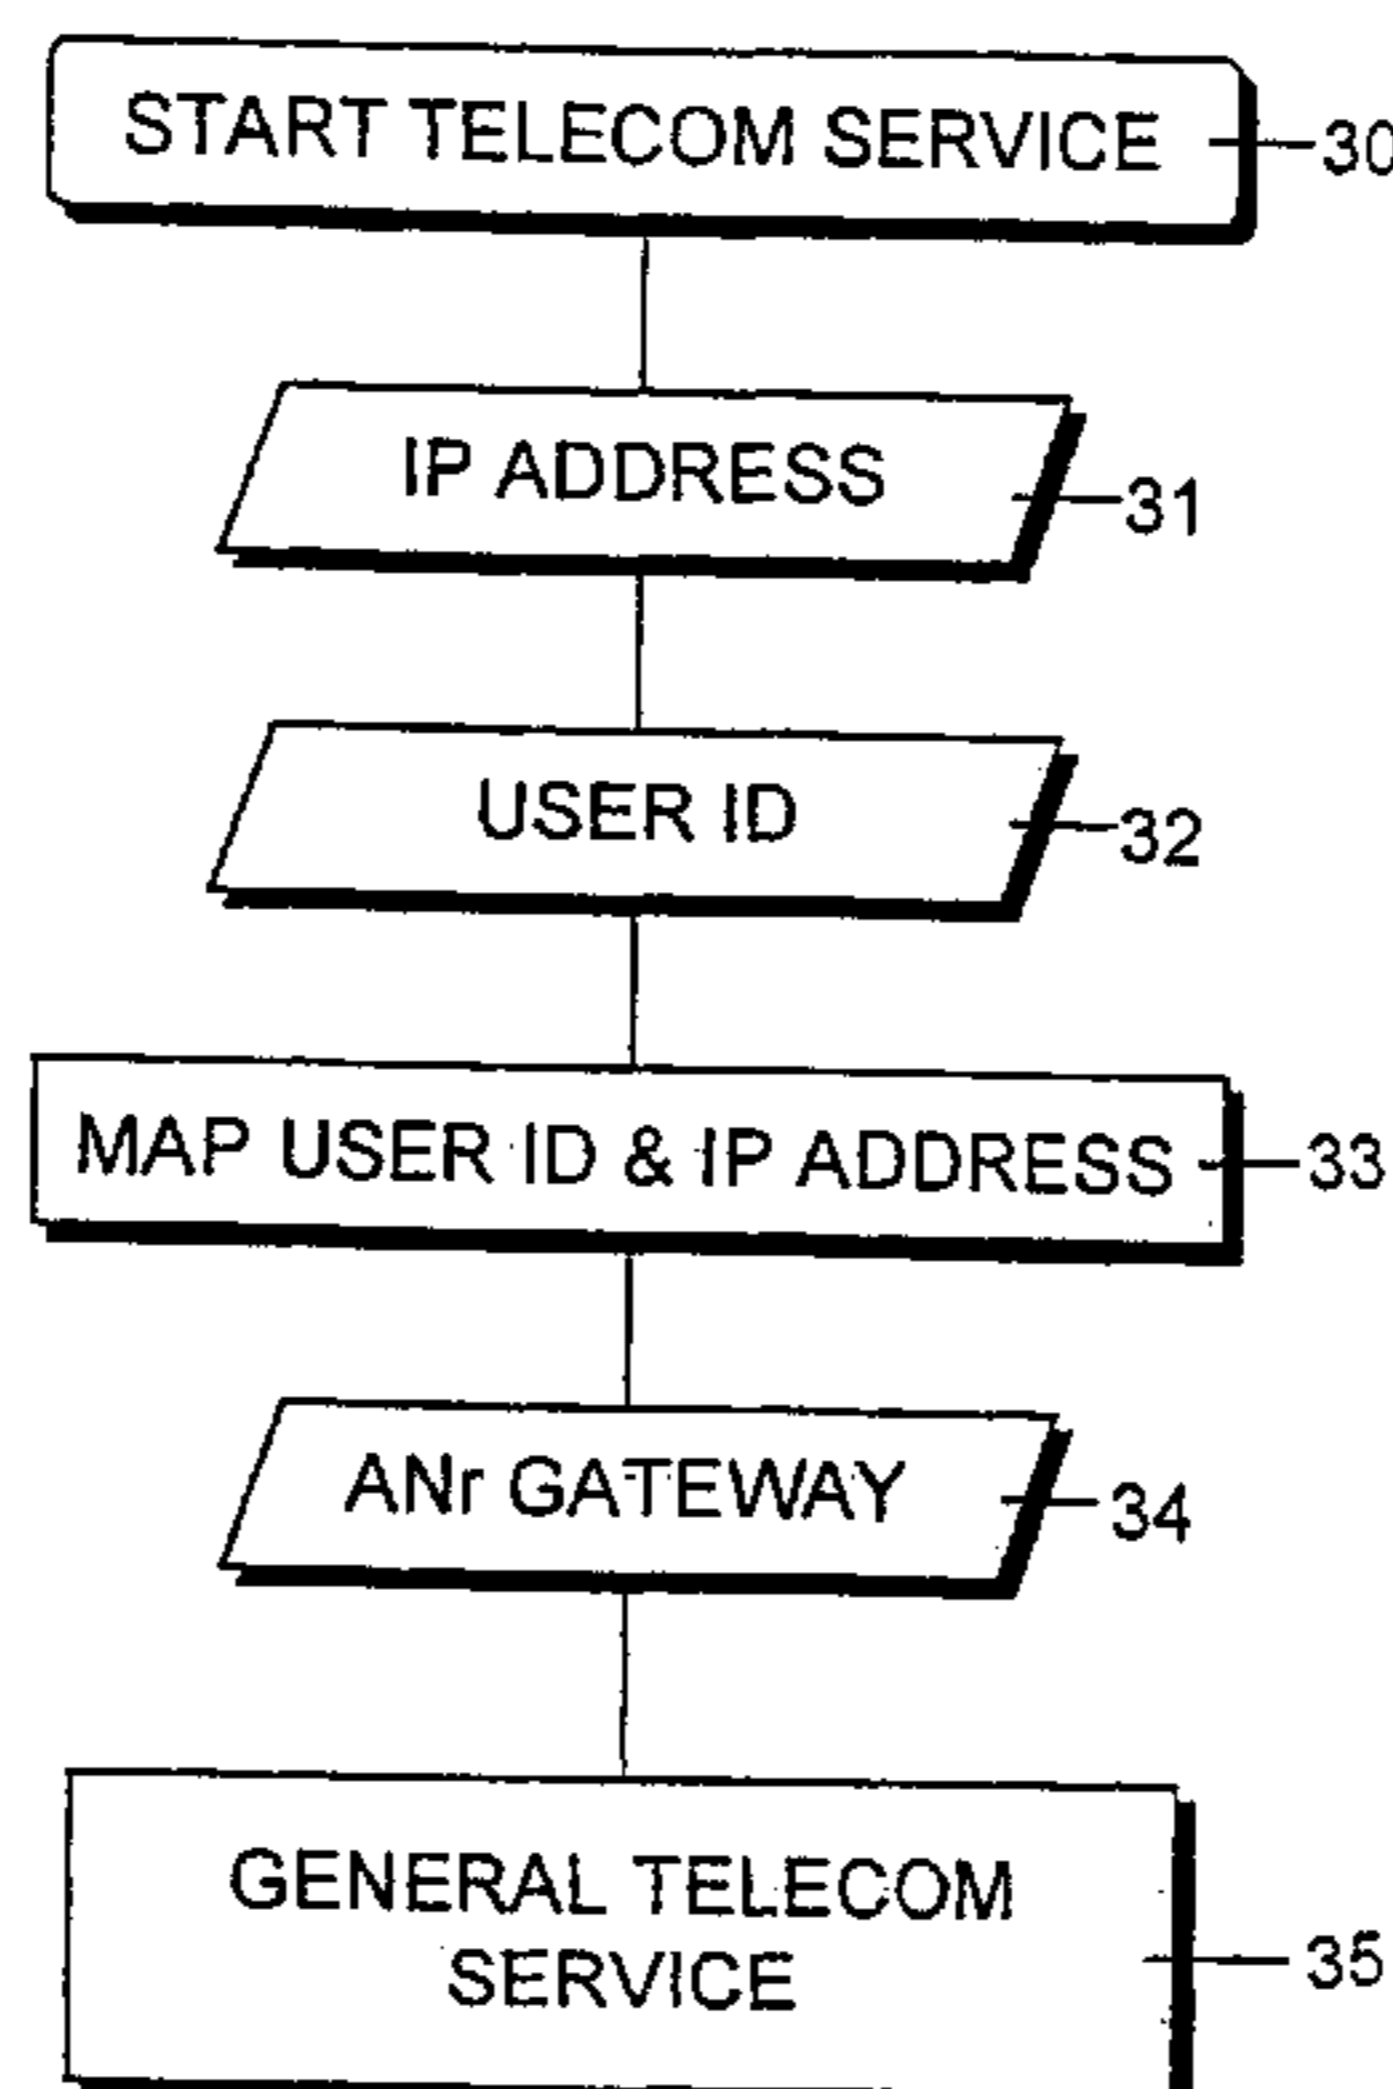 START TELECOM SERVICE 30
IP ADDRESS 31
USER ID 32
MAP USER ID & IP ADDRESS 33
ANr GATEWAY 34
GENERAL TELECOM
SERVICE 35